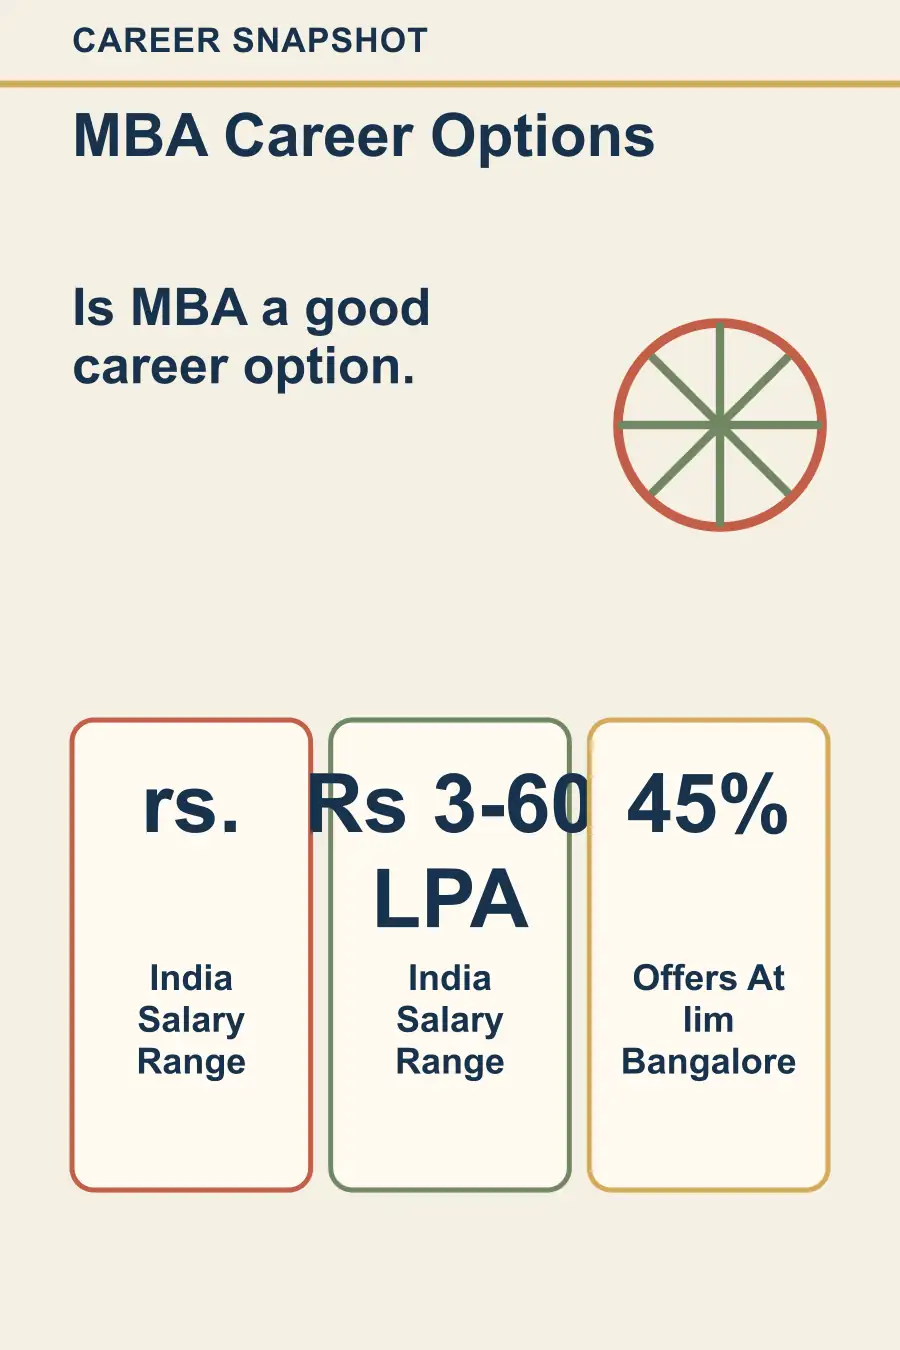 CAREER SNAPSHOT
MBA Career Options
Is MBA a good
career option.
rs.
India
Salary
Range
Rs 3-60
LPA
India
Salary
Range
45%
Offers At
Iim
Bangalore